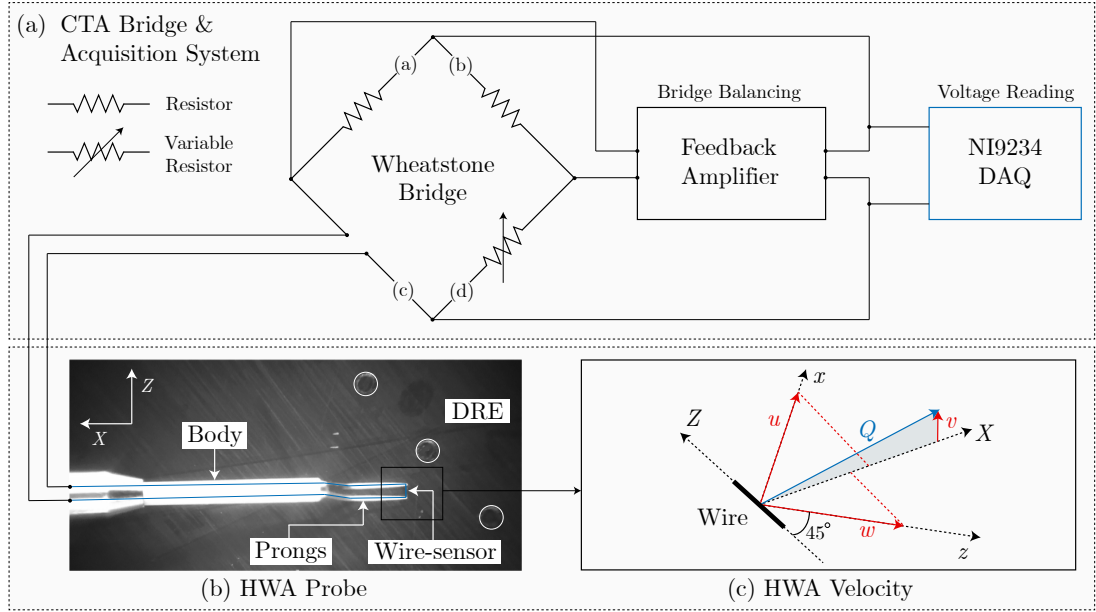 (a) CTA Bridge &
Acquisition System
Resistor
Variable
Resistor
(a)
(b)
Wheatstone
Bridge
(c)
(d)
Bridge Balancing
Feedback
Amplifier
Voltage Reading
NI9234
DAQ
Z
X
Body
DRE
Prongs
Wire-sensor
(b) HWA Probe
x
Z
u
Q
v
X
Wire
45°
w
z
(c) HWA Velocity